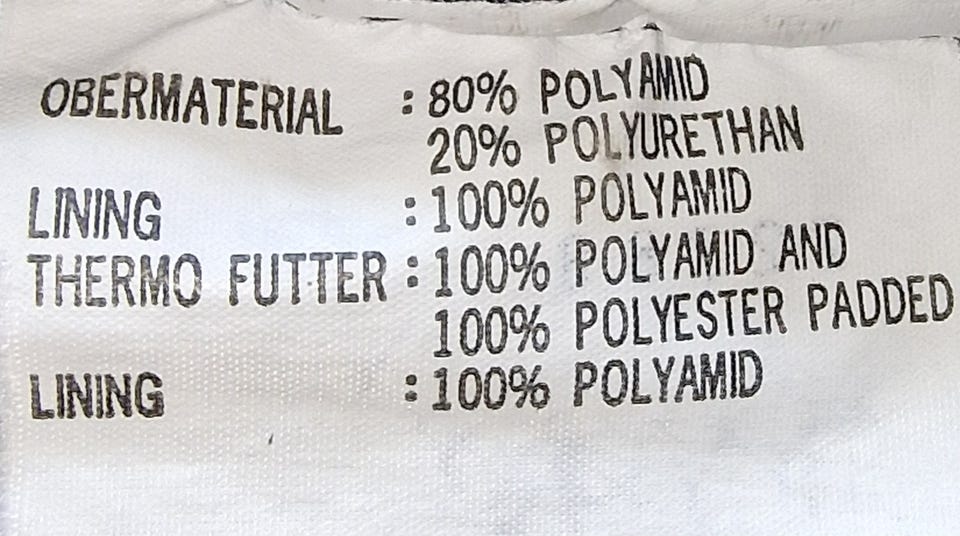 OBERMATERIAL : 80% POLYAMID
20% POLYURETHAN
LINING : 100% POLYAMID
THERMO FUTTER : 100% POLYAMID AND
100% POLYESTER PADDED
LINING : 100% POLYAMID